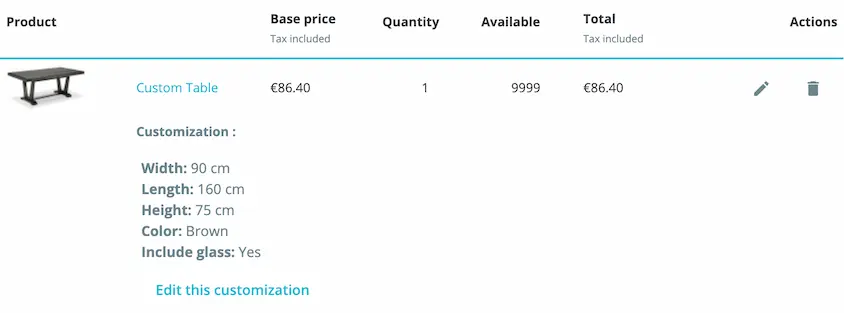 Product Base price Quantity Available Total Actions
Tax included Tax included
Custom Table €86.40 1 9999 €86.40
Customization :
Width: 90 cm
Length: 160 cm
Height: 75 cm
Color: Brown
Include glass: Yes
Edit this customization